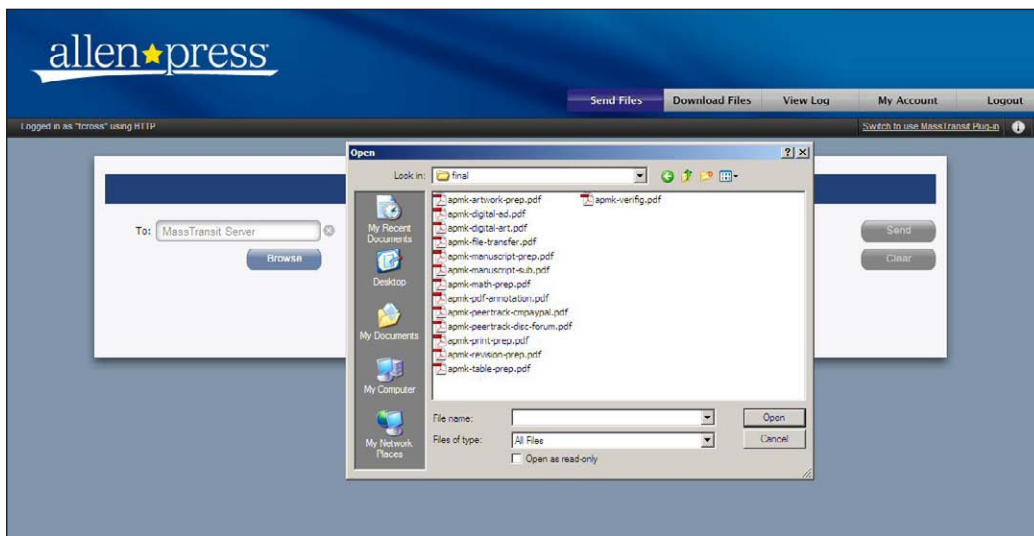 allen press
Send Files
Download Files
View Log
My Account
Logout
Logged in as "tcross" using HTTP
Switch to use MassTransit Plug-in
i
Open
? X
Look in:
final
My Recent
Documents
Desktop
My Documents
My Computer
My Network
Places
apmk-artwork-prep.pdf
apmk-digital-ad.pdf
apmk-digital-art.pdf
apmk-file-transfer.pdf
apmk-manuscript-prep.pdf
apmk-manuscript-sub.pdf
apmk-math-prep.pdf
apmk-pdf-annotation.pdf
apmk-peertrack-cmpaypal.pdf
apmk-peertrack-disc-forum.pdf
apmk-print-prep.pdf
apmk-revision-prep.pdf
apmk-table-prep.pdf
apmk-verifig.pdf
To:
MassTransit Server
Browse
Send
Clear
File name:
Open
Files of type:
All Files
Cancel
Open as read-only